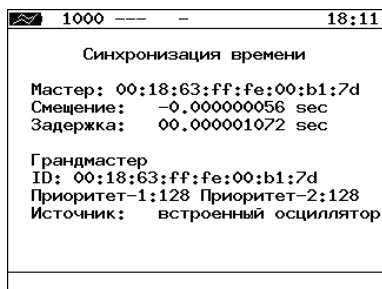 1000 --- – 18:11
Синхронизация времени
Мастер: 00:18:63:ff:fe:00:b1:7d
Смещение: -0.000000056 sec
Задержка: 00.000001072 sec
Грандмастер
ID: 00:18:63:ff:fe:00:b1:7d
Приоритет-1:128 Приоритет-2:128
Источник: встроенный осциллятор